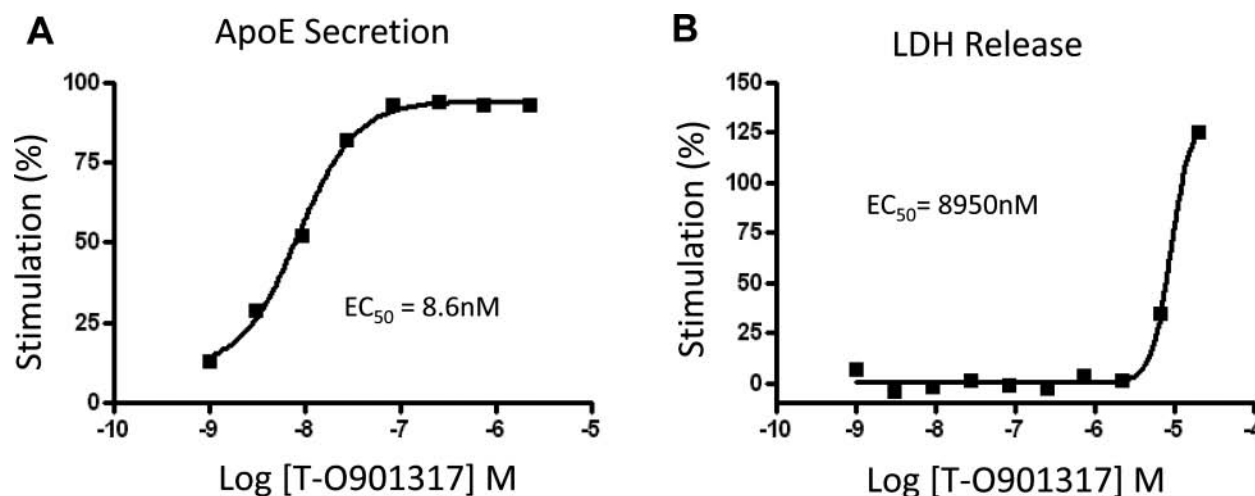 A
ApoE Secretion
Stimulation (%)
100
75
50
25
0
-10
-9
-8
-7
-6
-5
EC50 = 8.6nM
Log [T-O901317] M
B
LDH Release
Stimulation (%)
150
125
100
75
50
25
0
-10
-9
-8
-7
-6
-5
-4
EC50= 8950nM
Log [T-O901317] M